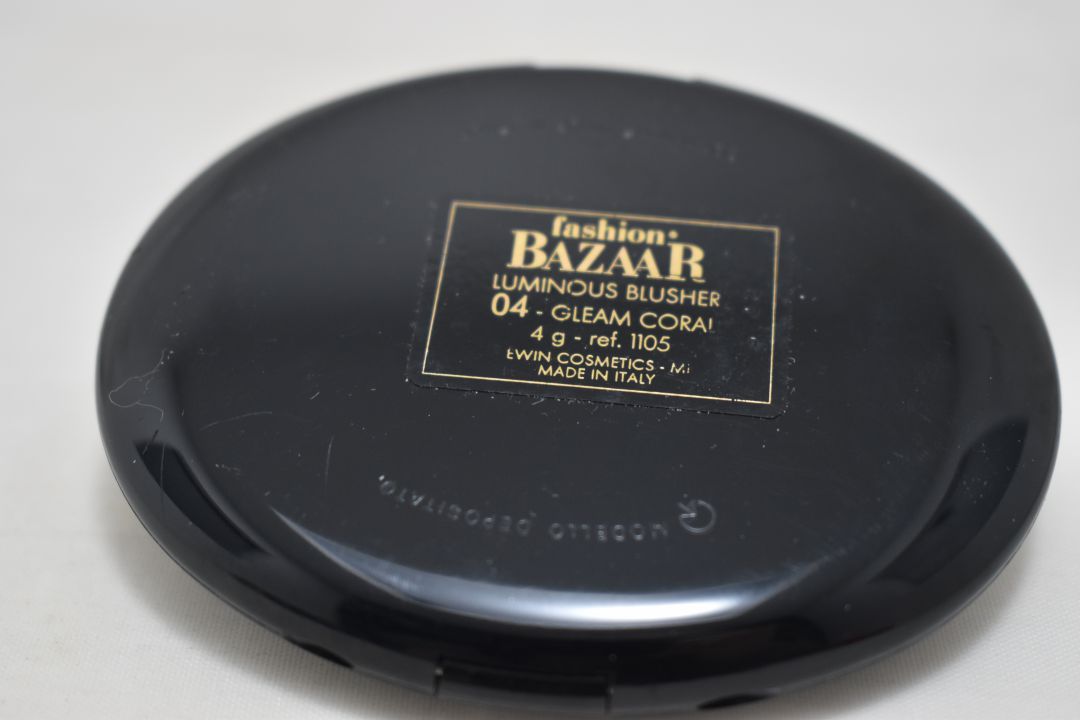 fashion•
BAZAAR
LUMINOUS BLUSHER
04 - GLEAM CORAL
4 g - ref. 1105
EWIN COSMETICS - MI
MADE IN ITALY
MODELLO DEPOSITATO